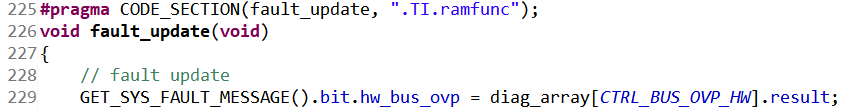 225 #pragma CODE_SECTION(fault_update, ".TI.ramfunc");
226 void fault_update(void)
227 {
228     // fault update
229     GET_SYS_FAULT_MESSAGE().bit.hw_bus_ovp = diag_array[CTRL_BUS_OVP_HW].result;